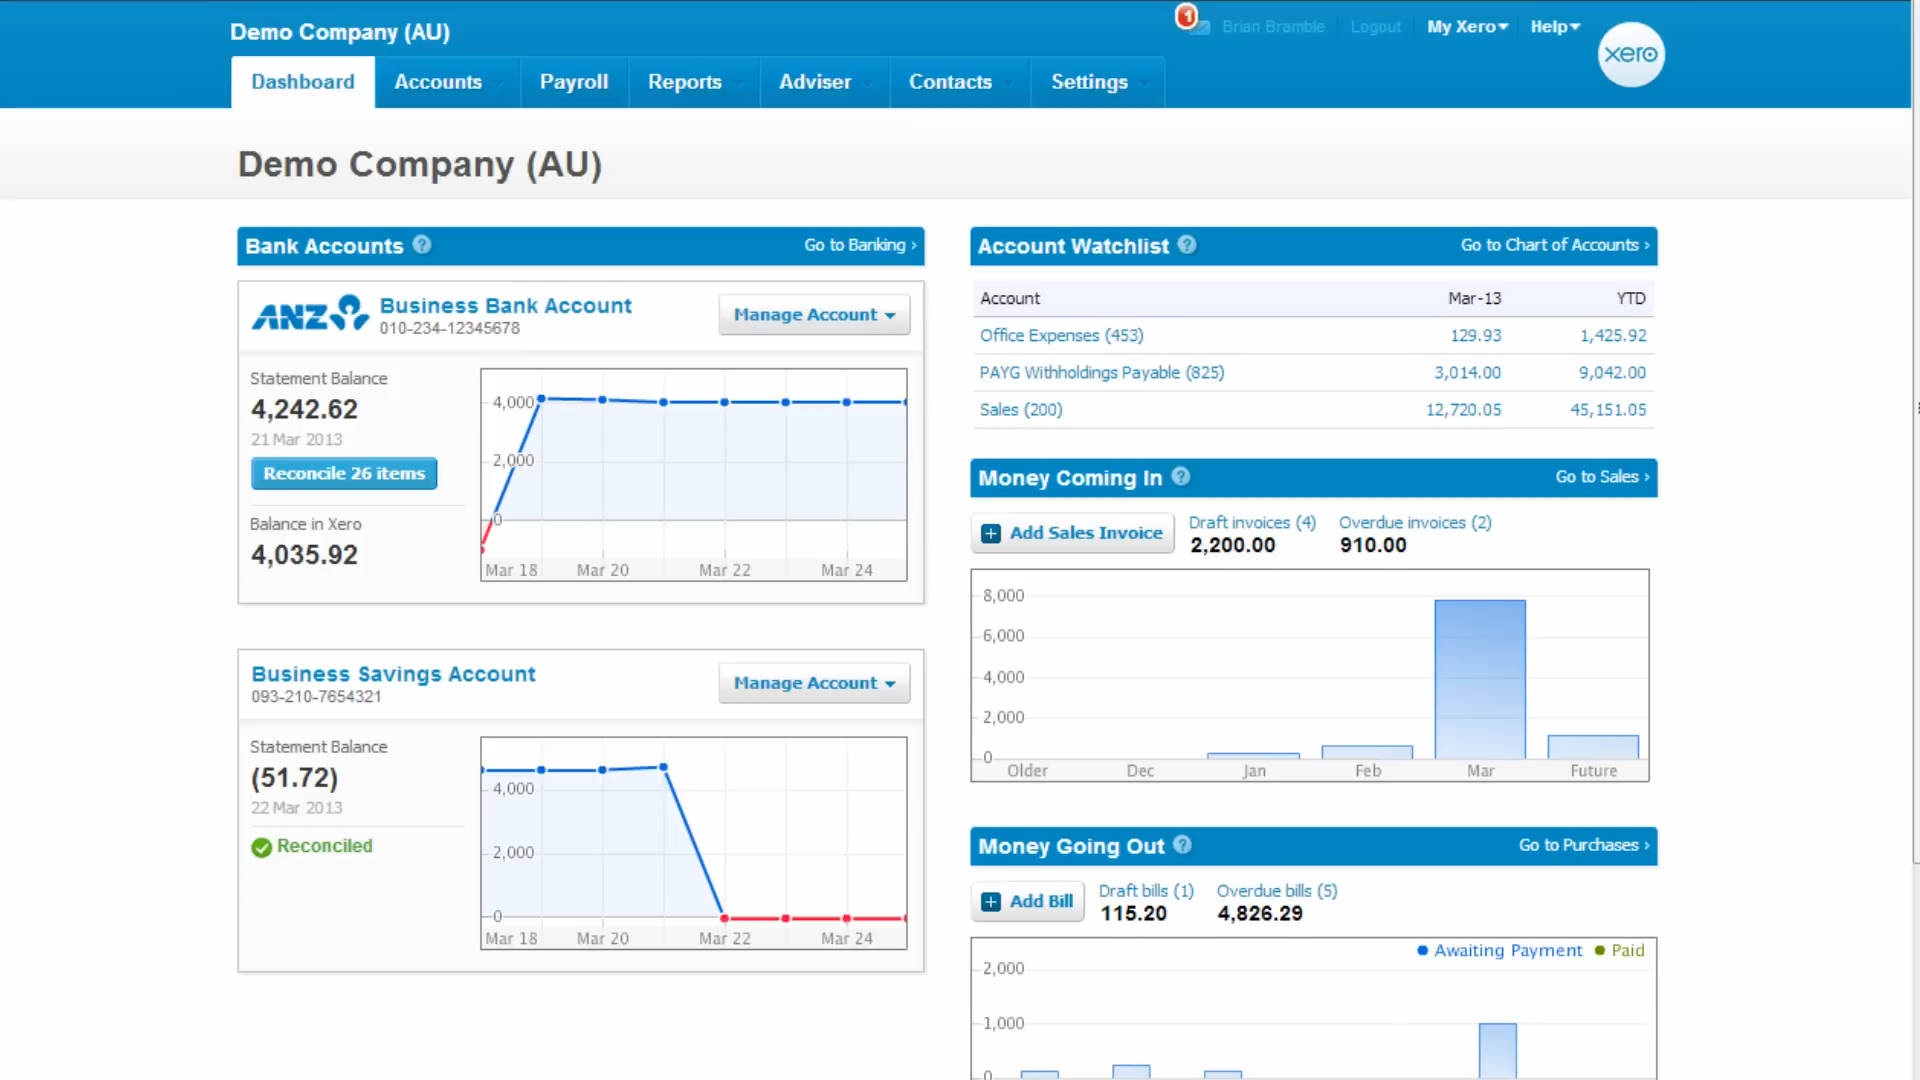 Demo Company (AU)
1 Brian Bramble Logout My Xero Help
xero
Dashboard Accounts Payroll Reports Adviser Contacts Settings
Demo Company (AU)
Bank Accounts ? Go to Banking ›
ANZ Business Bank Account
010-234-12345678
Manage Account
Statement Balance
4,242.62
21 Mar 2013
Reconcile 26 items
Balance in Xero
4,035.92
4,000
2,000
0
Mar 18 Mar 20 Mar 22 Mar 24
Business Savings Account
093-210-7654321
Manage Account
Statement Balance
(51.72)
22 Mar 2013
Reconciled
4,000
2,000
0
Mar 18 Mar 20 Mar 22 Mar 24
Account Watchlist ? Go to Chart of Accounts ›
Account Mar-13 YTD
Office Expenses (453) 129.93 1,425.92
PAYG Withholdings Payable (825) 3,014.00 9,042.00
Sales (200) 12,720.05 45,151.05
Money Coming In ? Go to Sales ›
Add Sales Invoice
Draft invoices (4) Overdue invoices (2)
2,200.00 910.00
8,000
6,000
4,000
2,000
0
Older Dec Jan Feb Mar Future
Money Going Out ? Go to Purchases ›
Add Bill
Draft bills (1) Overdue bills (5)
115.20 4,826.29
Awaiting Payment Paid
2,000
1,000
0